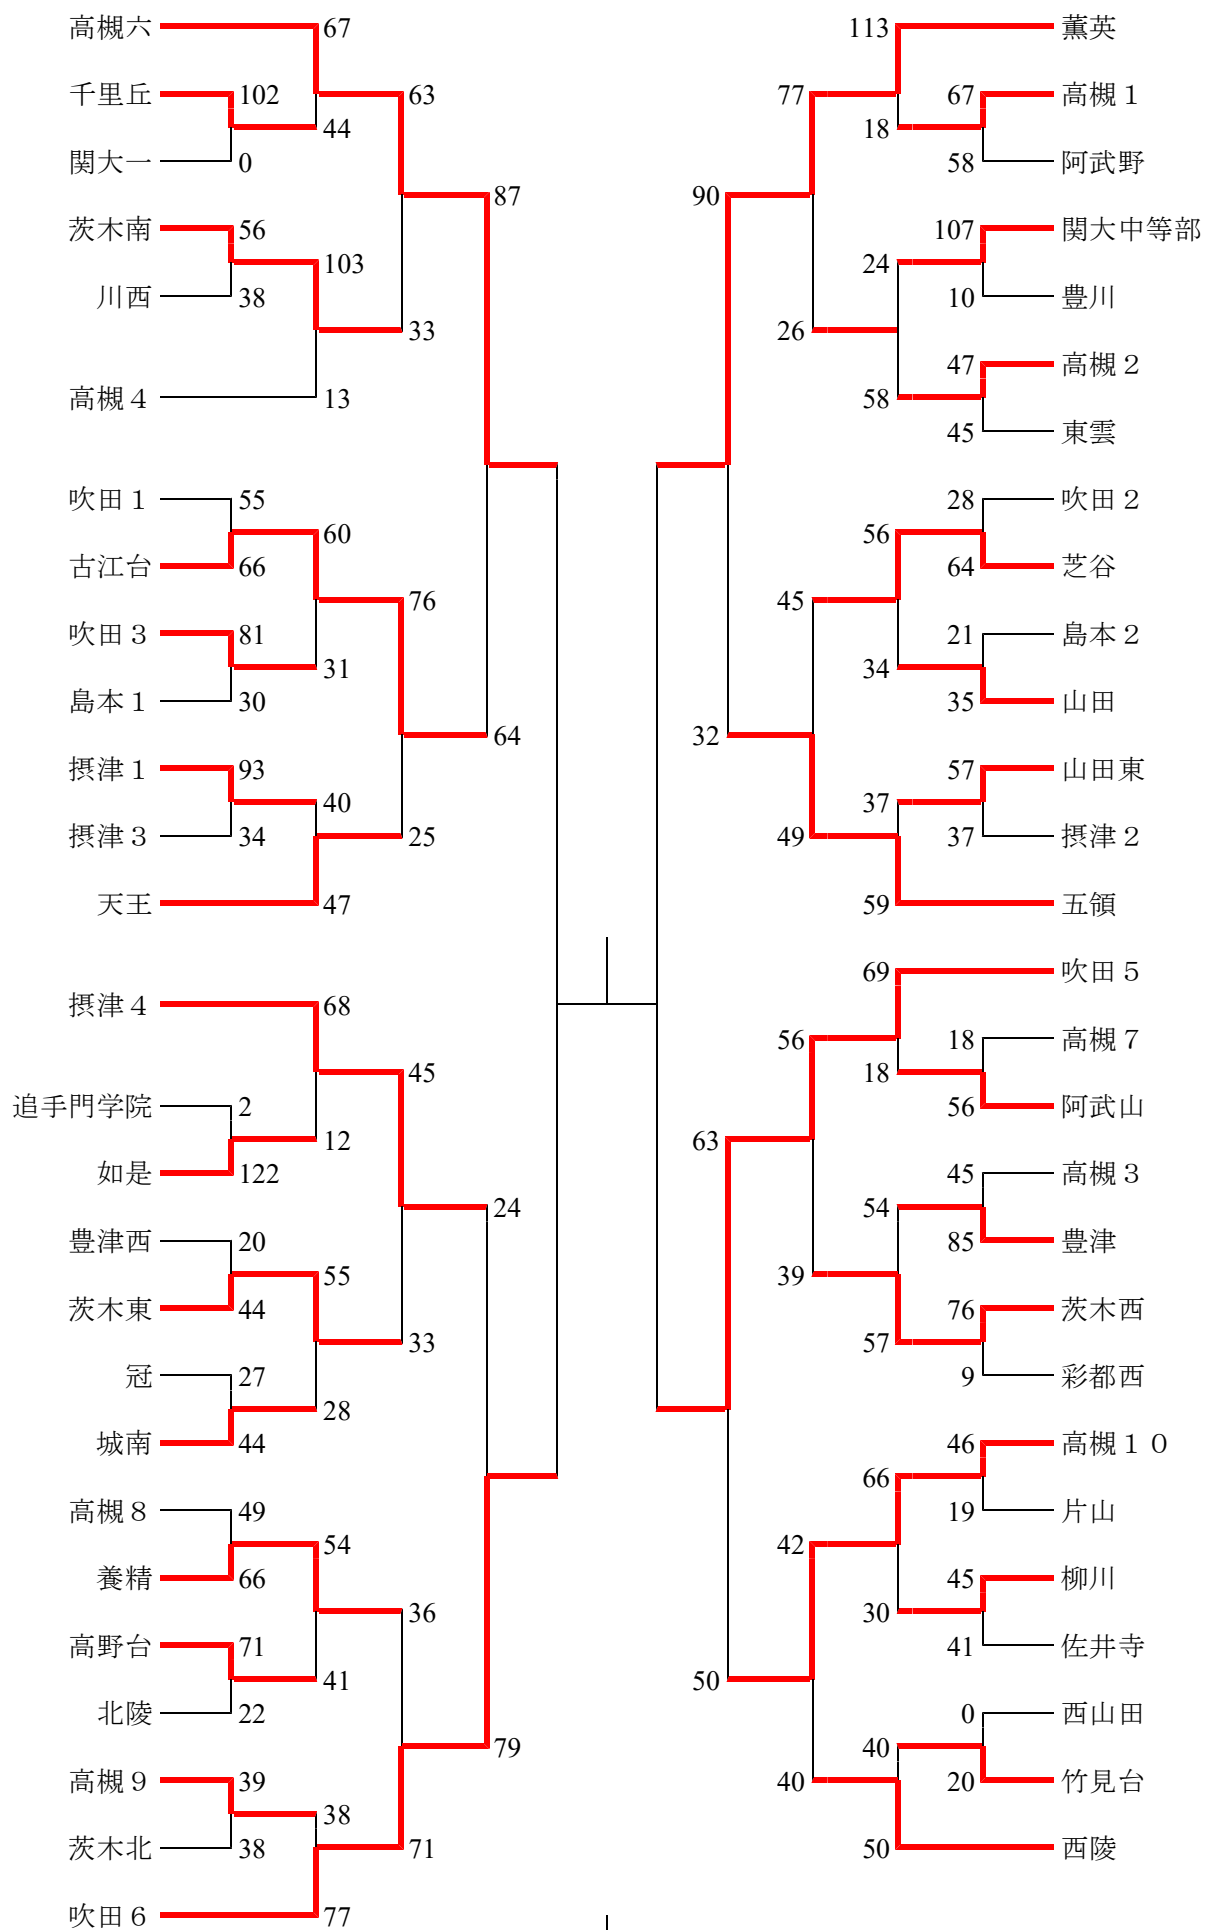 高槻六 67 113 薫英
千里丘 102 63 77 67 高槻１
44 18
関大一 0 58 阿武野
87 90
茨木南 56 107 関大中等部
103 24
川西 38 10 豊川
33 26
47 高槻２
高槻４ 13 58
45 東雲
吹田１ 55 28 吹田２
60 56
古江台 66 64 芝谷
76 45
吹田３ 81 21 島本２
31 34
島本１ 30 35 山田
64 32
摂津１ 93 57 山田東
40 37
摂津３ 34 25 49 37 摂津２
天王 47 59 五領
69 吹田５
摂津４ 68
56 18 高槻７
45 18
追手門学院 2 56 阿武山
12 63
如是 122 45 高槻３
24 54
豊津西 20 85 豊津
55 39
茨木東 44 76 茨木西
33 57
冠 27 9 彩都西
28
城南 44 46 高槻１０
66
高槻８ 49 19 片山
54 42
養精 66 45 柳川
36 30
高野台 71 41 佐井寺
41 50
北陵 22 0 西山田
79 40
高槻９ 39 40 20 竹見台
38
茨木北 38 71 50 西陵
吹田６ 77